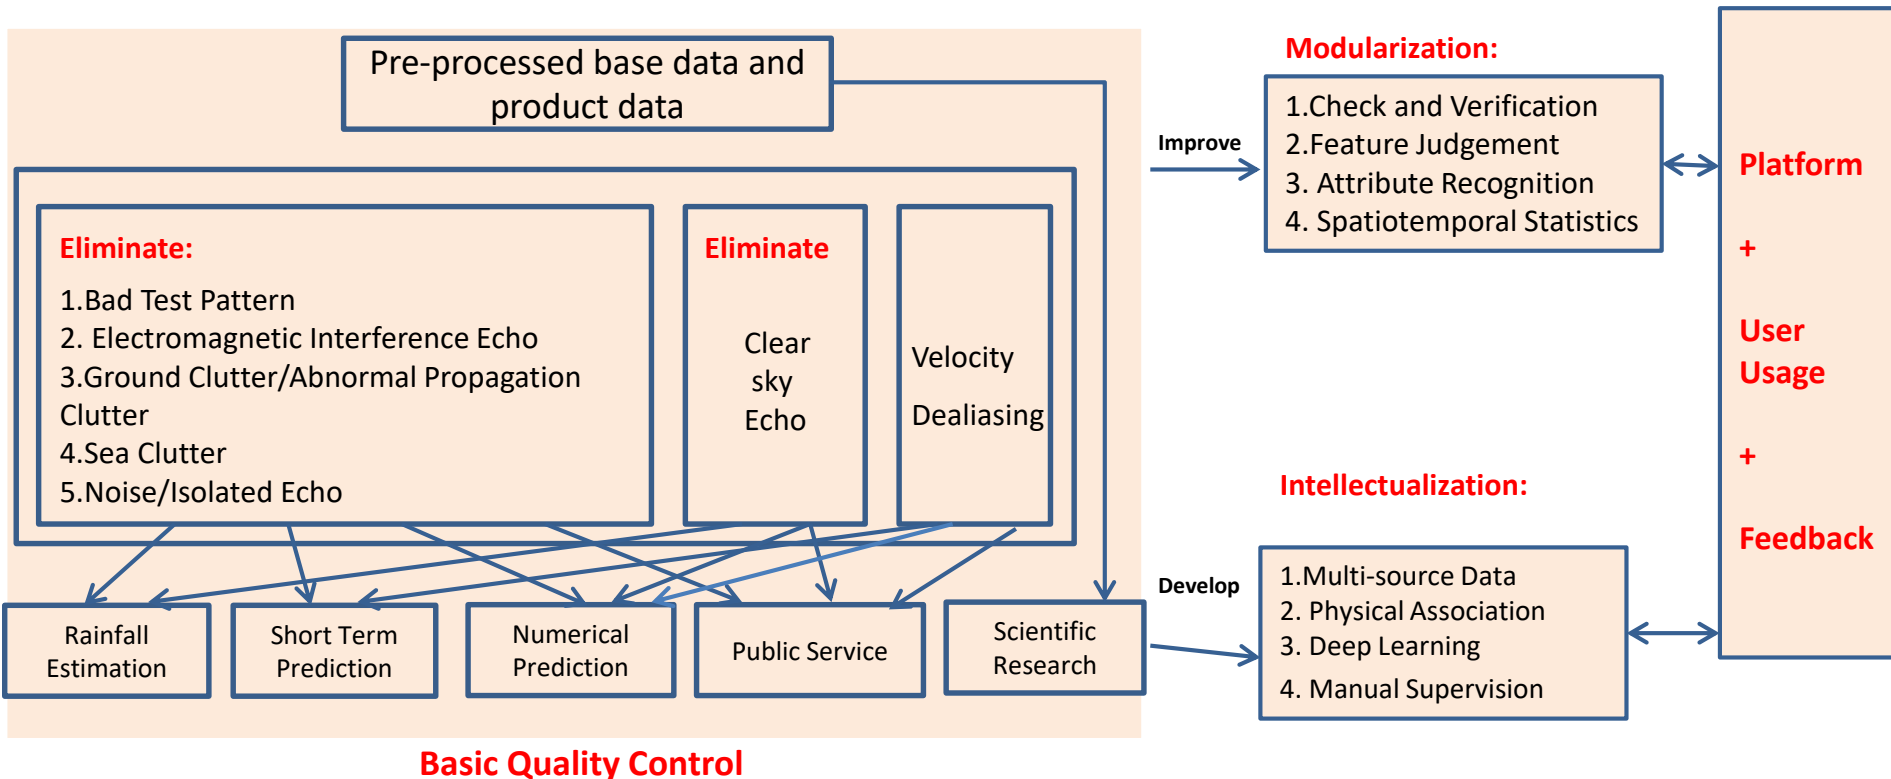 Pre-processed base data and
product data
Eliminate:
1.Bad Test Pattern
2. Electromagnetic Interference Echo
3.Ground Clutter/Abnormal Propagation
Clutter
4.Sea Clutter
5.Noise/Isolated Echo
Eliminate
Clear
sky
Echo
Velocity
Dealiasing
Rainfall
Estimation
Short Term
Prediction
Numerical
Prediction
Public Service
Scientific
Research
Basic Quality Control
Improve
Develop
Modularization:
1.Check and Verification
2.Feature Judgement
3. Attribute Recognition
4. Spatiotemporal Statistics
Intellectualization:
1.Multi-source Data
2. Physical Association
3. Deep Learning
4. Manual Supervision
Platform
+
User
Usage
+
Feedback